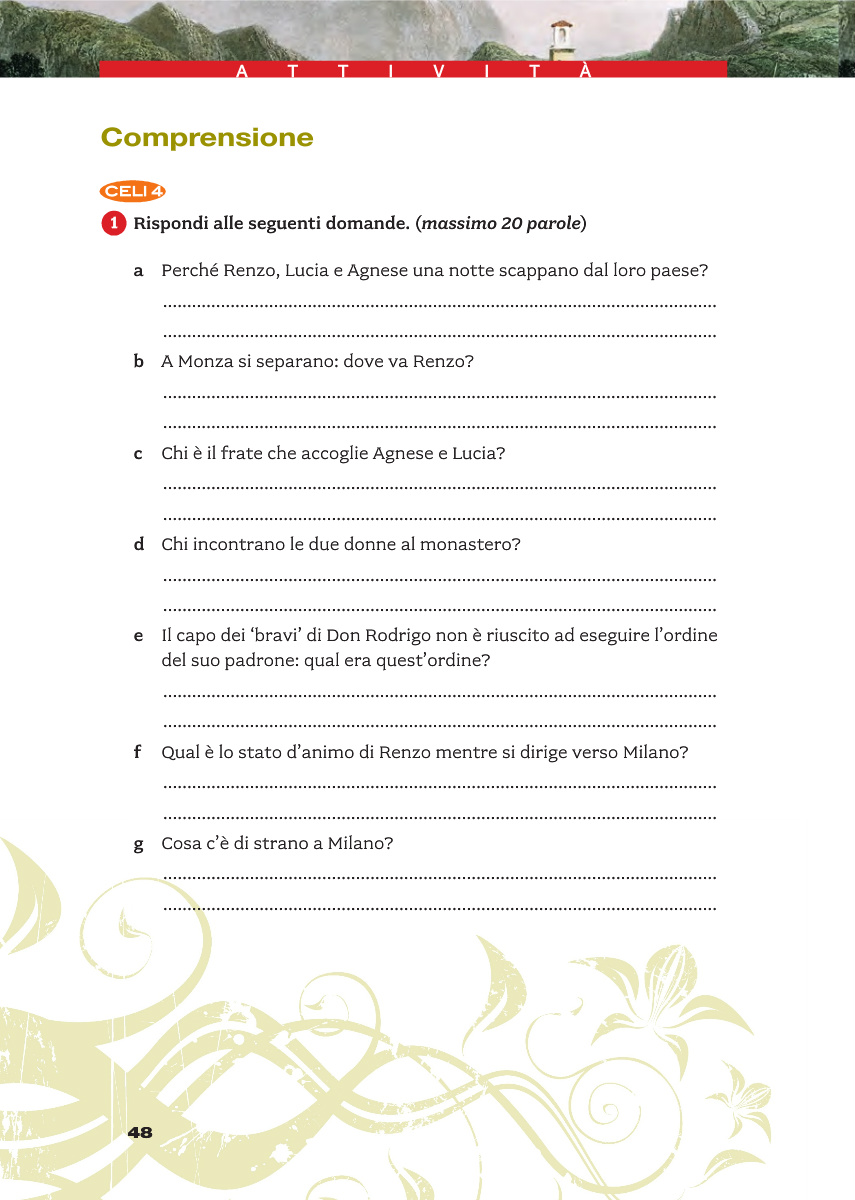 ATTIVITÀ
Comprensione
CELI 4
1 Rispondi alle seguenti domande. (massimo 20 parole)
a Perché Renzo, Lucia e Agnese una notte scappano dal loro paese?
..............................................................................................................
..............................................................................................................
b A Monza si separano: dove va Renzo?
..............................................................................................................
..............................................................................................................
c Chi è il frate che accoglie Agnese e Lucia?
..............................................................................................................
..............................................................................................................
d Chi incontrano le due donne al monastero?
..............................................................................................................
..............................................................................................................
e Il capo dei ‘bravi’ di Don Rodrigo non è riuscito ad eseguire l’ordine
del suo padrone: qual era quest’ordine?
..............................................................................................................
..............................................................................................................
f Qual è lo stato d’animo di Renzo mentre si dirige verso Milano?
..............................................................................................................
..............................................................................................................
g Cosa c’è di strano a Milano?
..............................................................................................................
..............................................................................................................
48